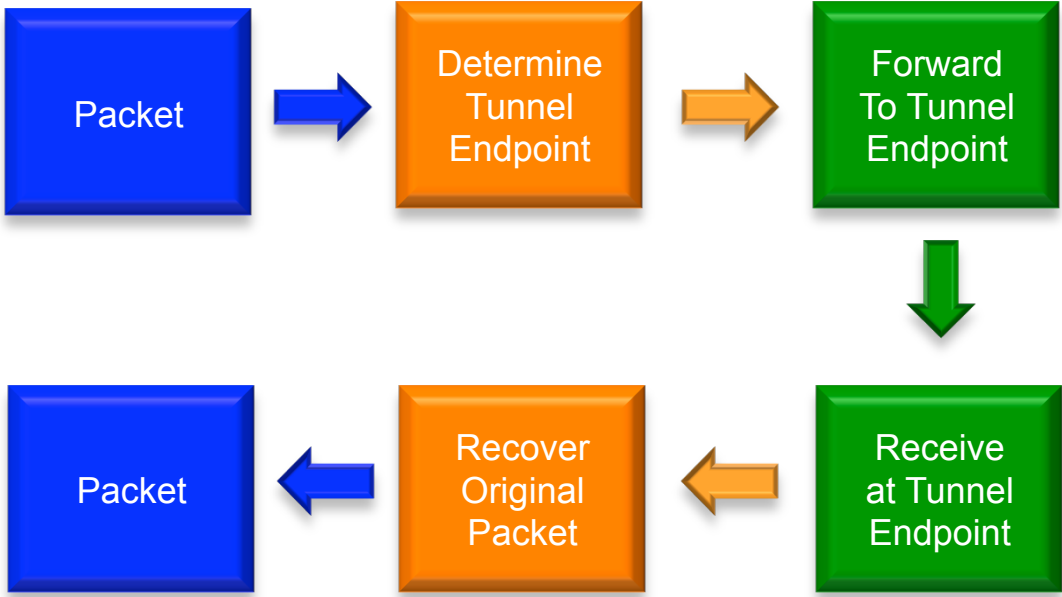 Packet
Determine
Tunnel
Endpoint
Forward
To Tunnel
Endpoint
Packet
Recover
Original
Packet
Receive
at Tunnel
Endpoint